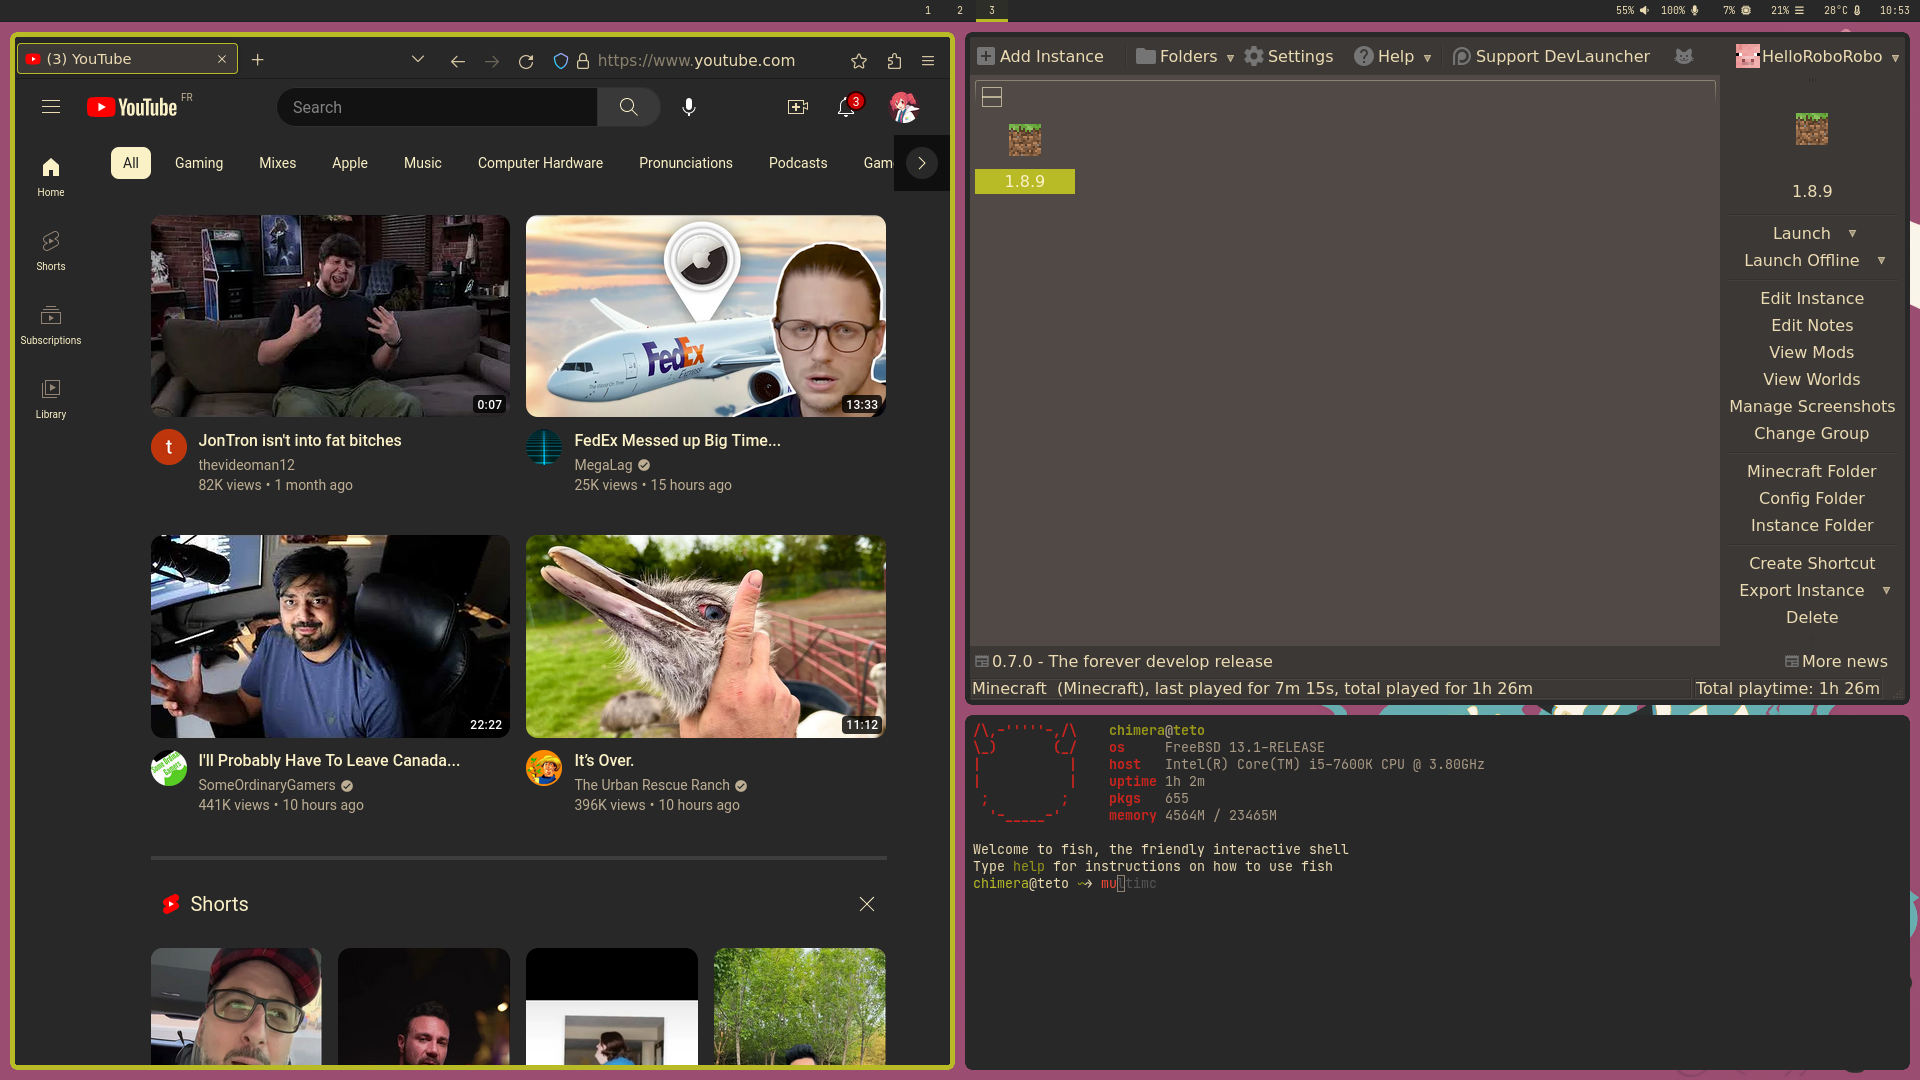 1 2 3
55% 100% 7% 21% 28°C 10:53
(3) YouTube
https://www.youtube.com
YouTube FR
Search
3
All Gaming Mixes Apple Music Computer Hardware Pronunciations Podcasts Gam
Home
Shorts
Subscriptions
Library
FedEx
Express
0:07
13:33
t
JonTron isn't into fat bitches
thevideoman12
82K views • 1 month ago
FedEx Messed up Big Time...
MegaLag
25K views • 15 hours ago
22:22
11:12
I'll Probably Have To Leave Canada...
SomeOrdinaryGamers
441K views • 10 hours ago
It's Over.
The Urban Rescue Ranch
396K views • 10 hours ago
Shorts
Add Instance Folders Settings Help Support DevLauncher HelloRoboRobo
1.8.9
1.8.9
Launch
Launch Offline
Edit Instance
Edit Notes
View Mods
View Worlds
Manage Screenshots
Change Group
Minecraft Folder
Config Folder
Instance Folder
Create Shortcut
Export Instance
Delete
0.7.0 - The forever develop release
More news
Minecraft (Minecraft), last played for 7m 15s, total played for 1h 26m
Total playtime: 1h 26m
/\,-'''''-,/\ chimera@teto
\_) (_/ os FreeBSD 13.1-RELEASE
| | host Intel(R) Core(TM) i5-7600K CPU @ 3.80GHz
| | uptime 1h 2m
; ; pkgs 655
'-_____-' memory 4564M / 23465M
Welcome to fish, the friendly interactive shell
Type help for instructions on how to use fish
chimera@teto ~> multimc